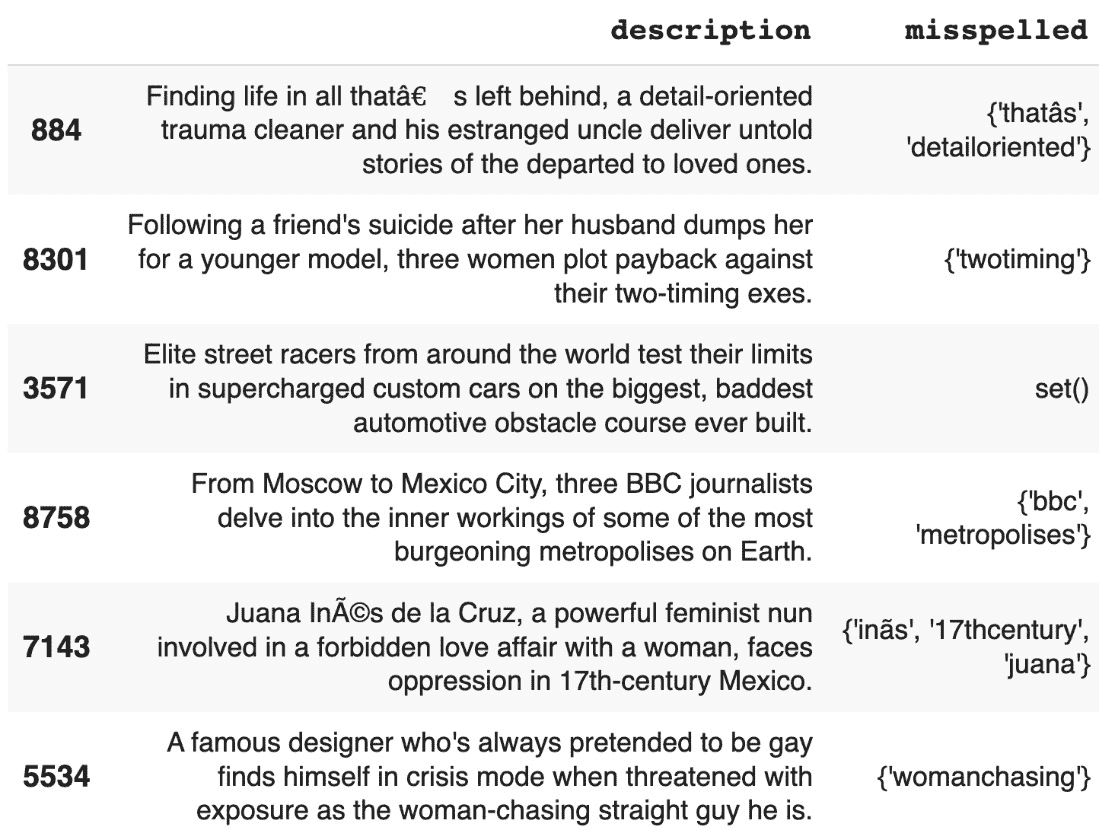 description misspelled
884
Finding life in all thatâ€ s left behind, a detail-oriented
trauma cleaner and his estranged uncle deliver untold
stories of the departed to loved ones.
{'thatâs',
'detailoriented'}
8301
Following a friend's suicide after her husband dumps her
for a younger model, three women plot payback against
their two-timing exes.
{'twotiming'}
3571
Elite street racers from around the world test their limits
in supercharged custom cars on the biggest, baddest
automotive obstacle course ever built.
set()
8758
From Moscow to Mexico City, three BBC journalists
delve into the inner workings of some of the most
burgeoning metropolises on Earth.
{'bbc',
'metropolises'}
7143
Juana InÃ©s de la Cruz, a powerful feminist nun
involved in a forbidden love affair with a woman, faces
oppression in 17th-century Mexico.
{'inãs', '17thcentury',
'juana'}
5534
A famous designer who's always pretended to be gay
finds himself in crisis mode when threatened with
exposure as the woman-chasing straight guy he is.
{'womanchasing'}